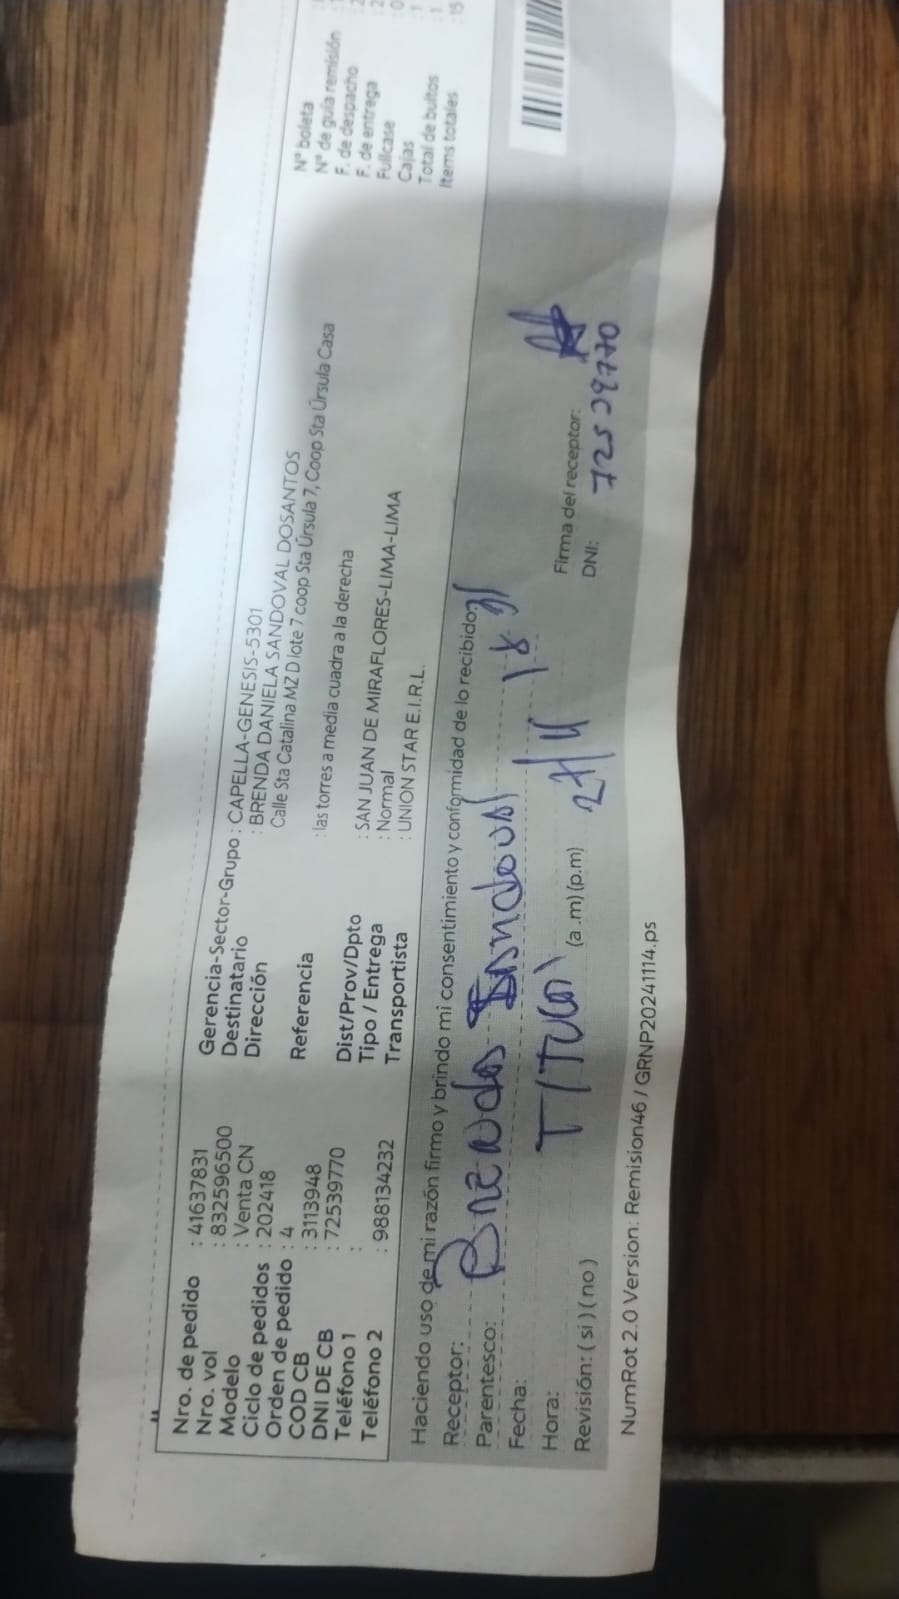 Nro. de pedido : 41637831
Nro. vol : 832596500
Modelo : Venta CN
Ciclo de pedidos : 202418
Orden de pedido : 4
COD CB : 3113948
DNI DE CB : 72539770
Teléfono 1 :
Teléfono 2 : 988134232
Gerencia-Sector-Grupo : CAPELLA-GENESIS-5301
Destinatario : BRENDA DANIELA SANDOVAL DOSANTOS
Dirección Calle Sta Catalina MZ D lote 7 coop Sta Úrsula 7, Coop Sta Úrsula Casa
Referencia : las torres a media cuadra a la derecha
Dist/Prov/Dpto : SAN JUAN DE MIRAFLORES-LIMA-LIMA
Tipo / Entrega : Normal
Transportista : UNION STAR E.I.R.L.
N° boleta
N° de guía remisión
F. de despacho
F. de entrega
Fullcase
Cajas
Total de bultos
Items totales : 15
Haciendo uso de mi razón firmo y brindo mi consentimiento y conformidad de lo recibido:
Receptor:
Parentesco:
Fecha: 27/11
Hora: (a.m) (p.m)
Firma del receptor:
Revisión: ( si ) ( no ) DNI:
NumRot 2.0 Version: Remision46 / GRNP20241114.ps